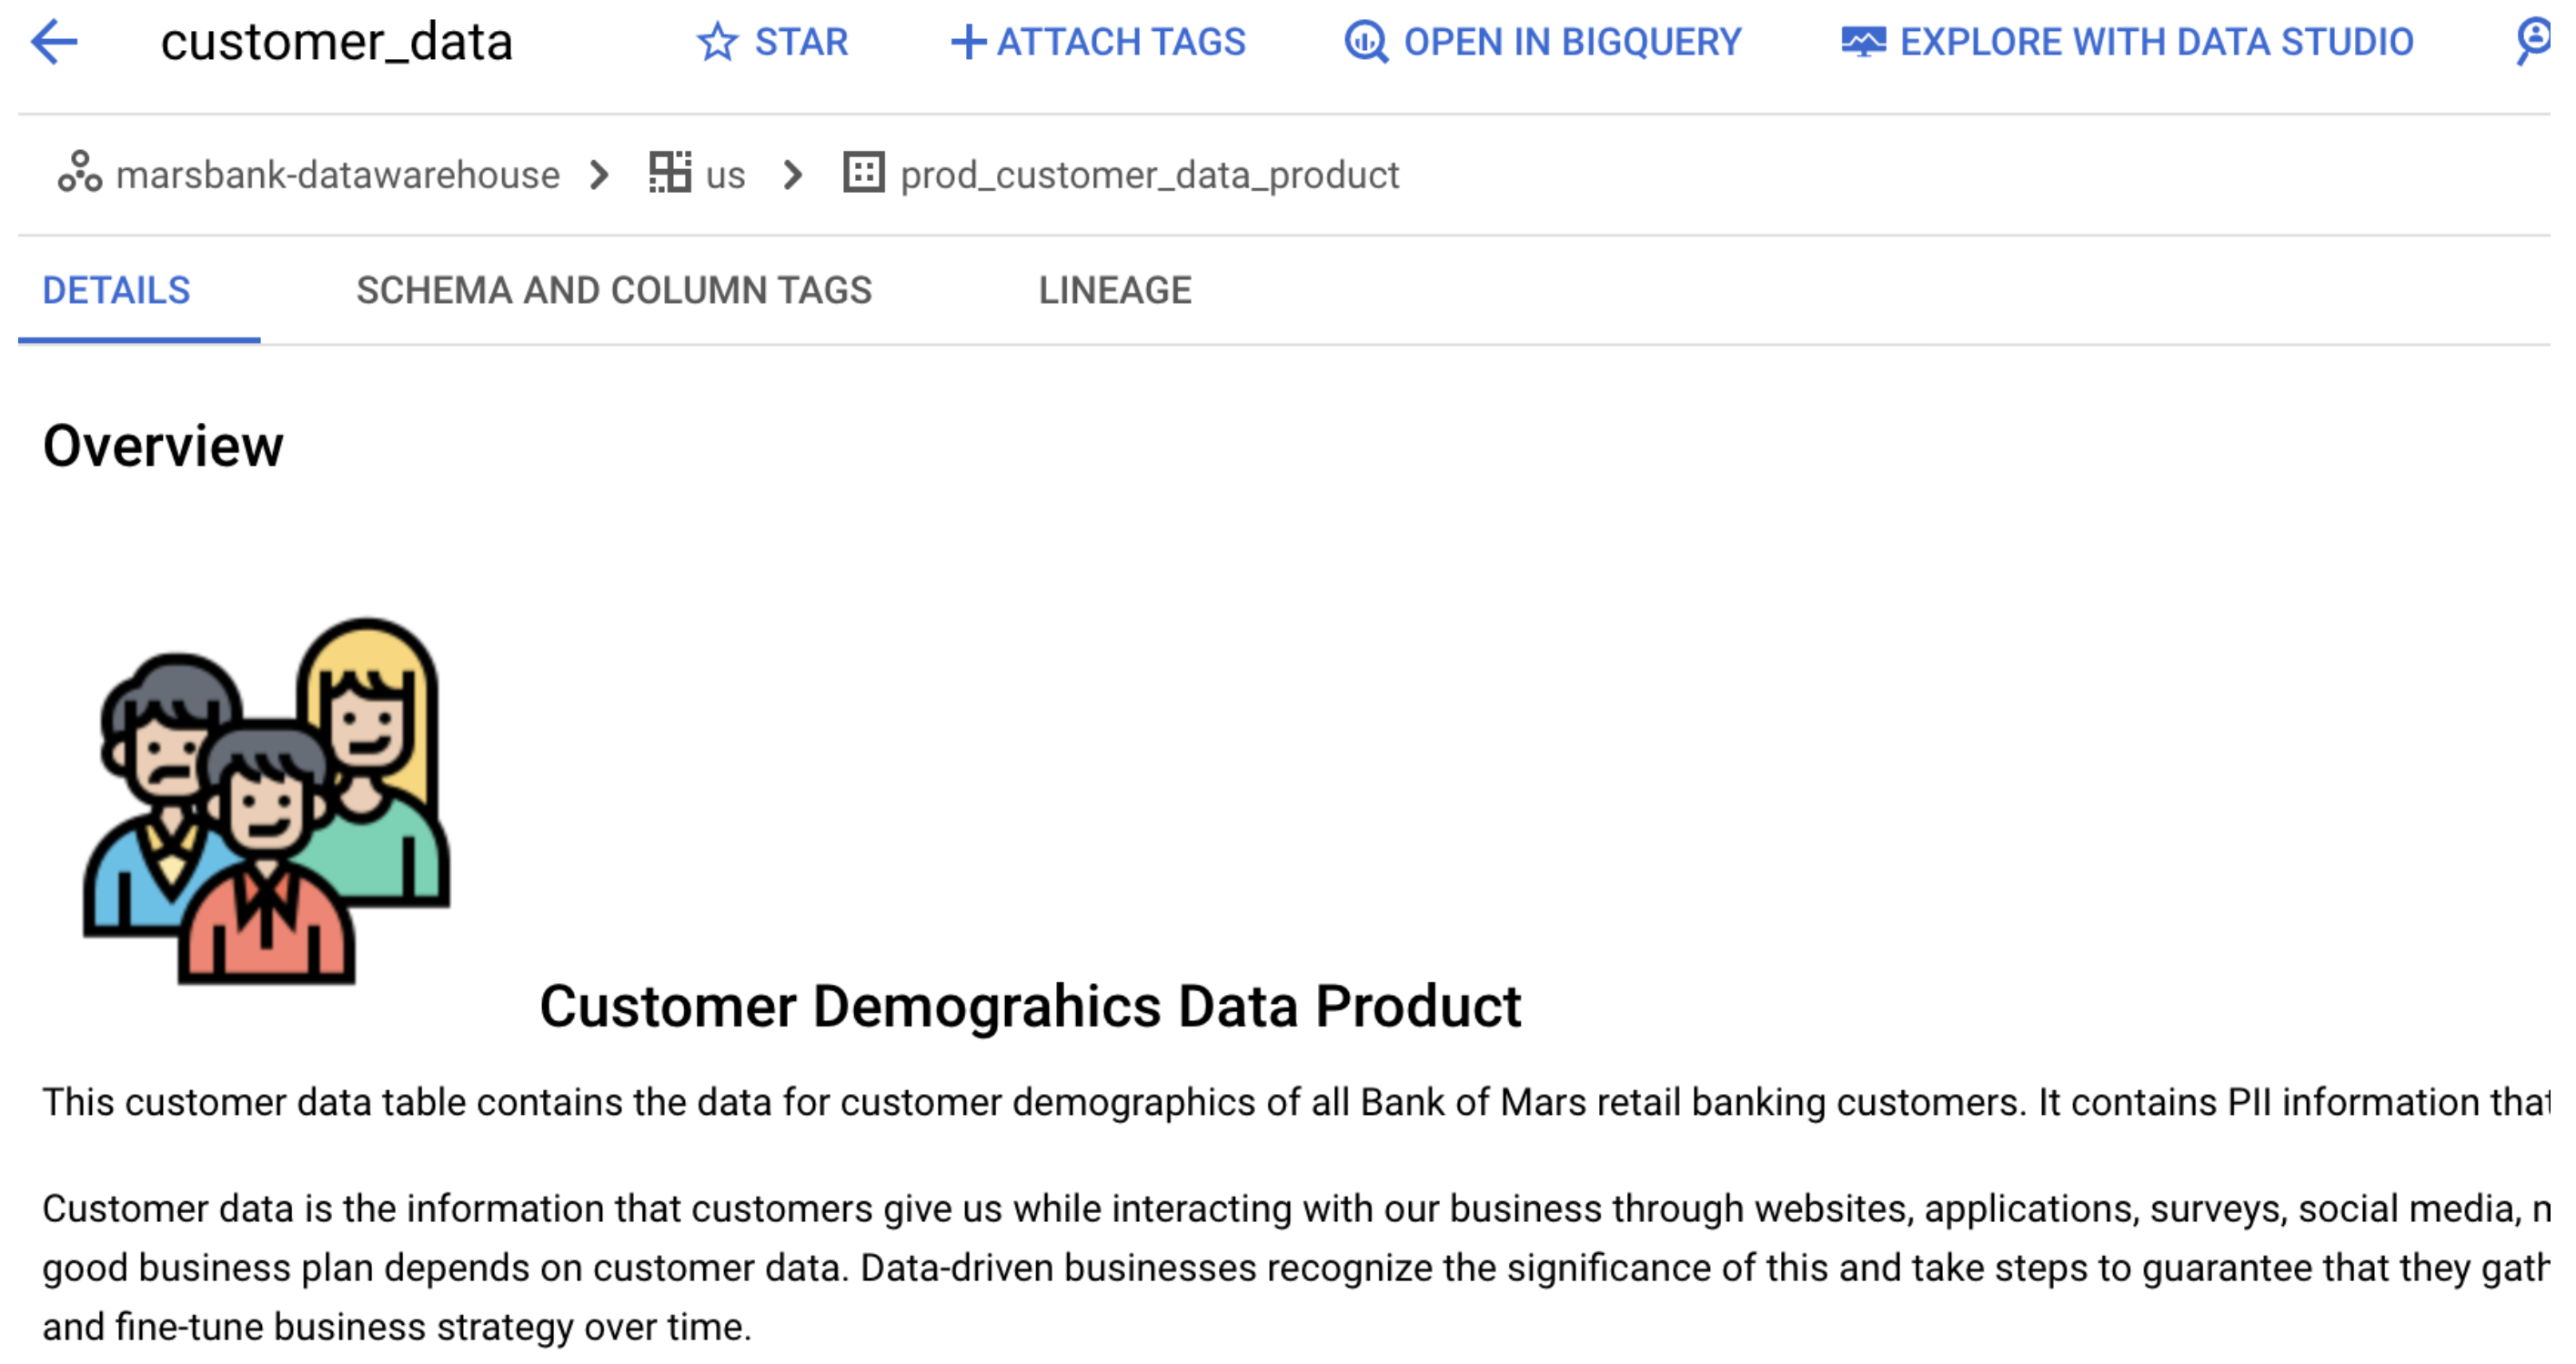 customer_data STAR ATTACH TAGS OPEN IN BIGQUERY EXPLORE WITH DATA STUDIO
marsbank-datawarehouse us prod_customer_data_product
DETAILS SCHEMA AND COLUMN TAGS LINEAGE
Overview
Customer Demograhics Data Product
This customer data table contains the data for customer demographics of all Bank of Mars retail banking customers. It contains PII information that
Customer data is the information that customers give us while interacting with our business through websites, applications, surveys, social media,
good business plan depends on customer data. Data-driven businesses recognize the significance of this and take steps to guarantee that they
and fine-tune business strategy over time.